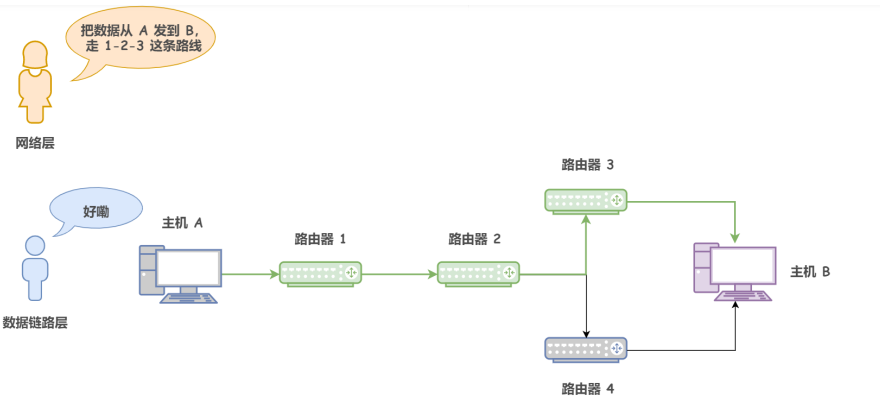 把数据从 A 发到 B，
走 1-2-3 这条路线
网络层
路由器 3
好嘞
主机 A
路由器 1
路由器 2
主机 B
数据链路层
路由器 4